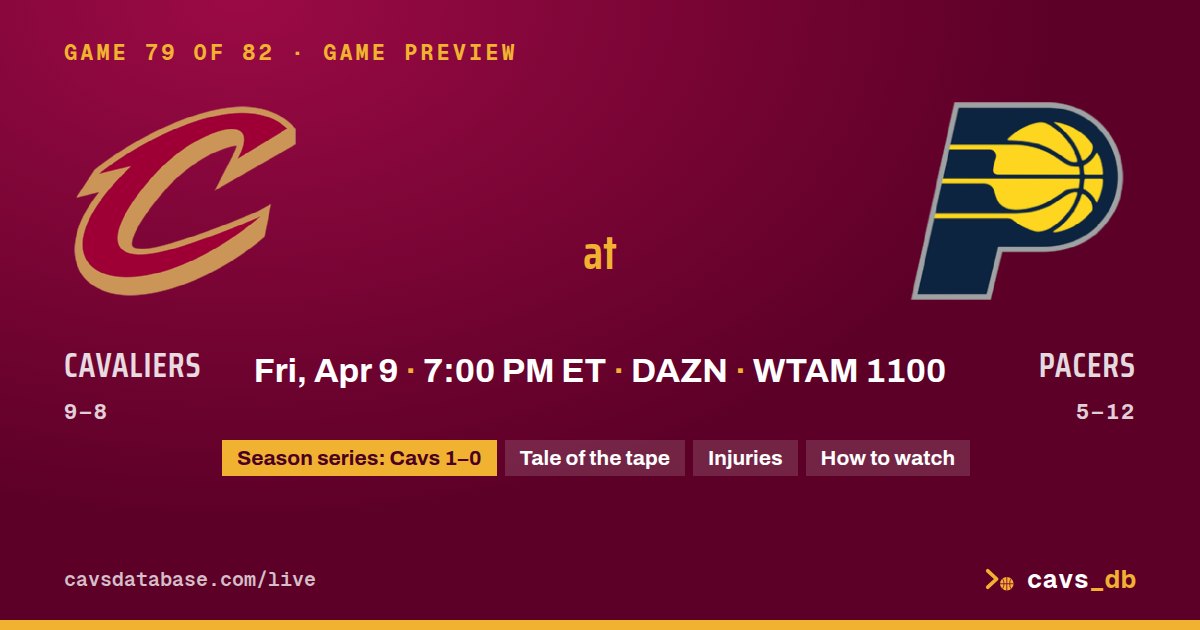 GAME 79 OF 82 · GAME PREVIEW
at
CAVALIERS
Fri, Apr 9 · 7:00 PM ET · DAZN · WTAM 1100
PACERS
9–8
5–12
Season series: Cavs 1–0
Tale of the tape
Injuries
How to watch
cavsdatabase.com/live
cavs_db